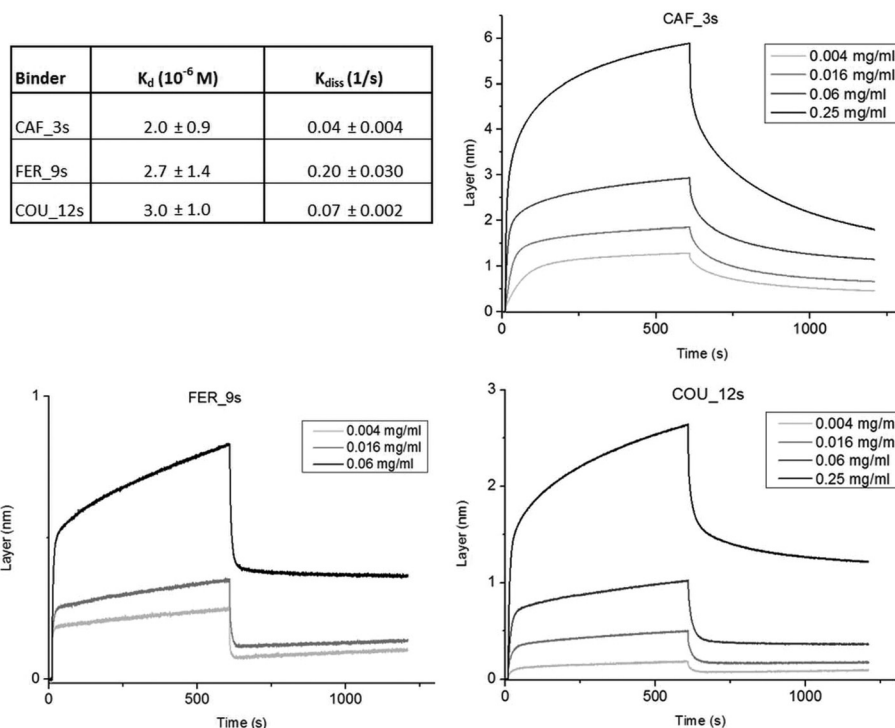 Binder K_d (10⁻⁶ M) K_diss (1/s)
CAF_3s 2.0 ± 0.9 0.04 ± 0.004
FER_9s 2.7 ± 1.4 0.20 ± 0.030
COU_12s 3.0 ± 1.0 0.07 ± 0.002
CAF_3s
0.004 mg/ml
0.016 mg/ml
0.06 mg/ml
0.25 mg/ml
Layer (nm)
6
5
4
3
2
1
0
0 500 1000
Time (s)
FER_9s
0.004 mg/ml
0.016 mg/ml
0.06 mg/ml
Layer (nm)
1
0
0 500 1000
Time (s)
COU_12s
0.004 mg/m
0.016 mg/m
0.06 mg/ml
0.25 mg/ml
Layer (nm)
3
2
1
0
0 500 1000
Time (s)